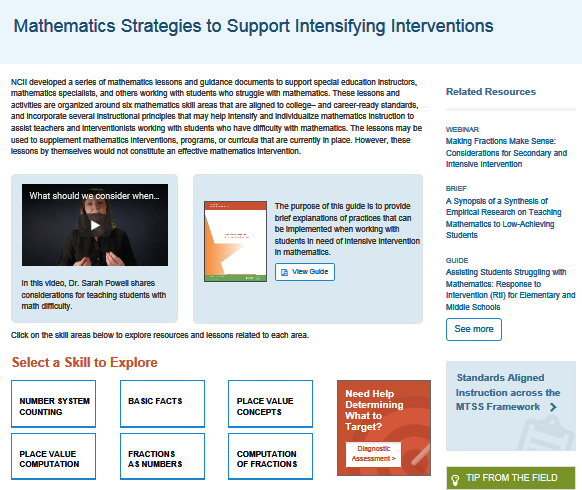 Mathematics Strategies to Support Intensifying Interventions
NCII developed a series of mathematics lessons and guidance documents to support special education instructors,
mathematics specialists, and others working with students who struggle with mathematics. These lessons and
activities are organized around six mathematics skill areas that are aligned to college– and career-ready standards,
and incorporate several instructional principles that may help intensify and individualize mathematics instruction to
assist teachers and interventionists working with students who have difficulty with mathematics. The lessons may be
used to supplement mathematics interventions, programs, or curricula that are currently in place. However, these
lessons by themselves would not constitute an effective mathematics intervention.
What should we consider when...
In this video, Dr. Sarah Powell shares
considerations for teaching students with
math difficulty.
The purpose of this guide is to provide
brief explanations of practices that can
be implemented when working with
students in need of intensive intervention
in mathematics.
View Guide
Click on the skill areas below to explore resources and lessons related to each area.
Select a Skill to Explore
NUMBER SYSTEM
COUNTING
BASIC FACTS
PLACE VALUE
CONCEPTS
PLACE VALUE
COMPUTATION
FRACTIONS
AS NUMBERS
COMPUTATION
OF FRACTIONS
Need Help
Determining
What to
Target?
Diagnostic
Assessment >
Related Resources
WEBINAR
Making Fractions Make Sense:
Considerations for Secondary and
Intensive Intervention
BRIEF
A Synopsis of a Synthesis of
Empirical Research on Teaching
Mathematics to Low-Achieving
Students
GUIDE
Assisting Students Struggling with
Mathematics: Response to
Intervention (RtI) for Elementary and
Middle Schools
See more
Standards Aligned
Instruction across the
MTSS Framework
TIP FROM THE FIELD